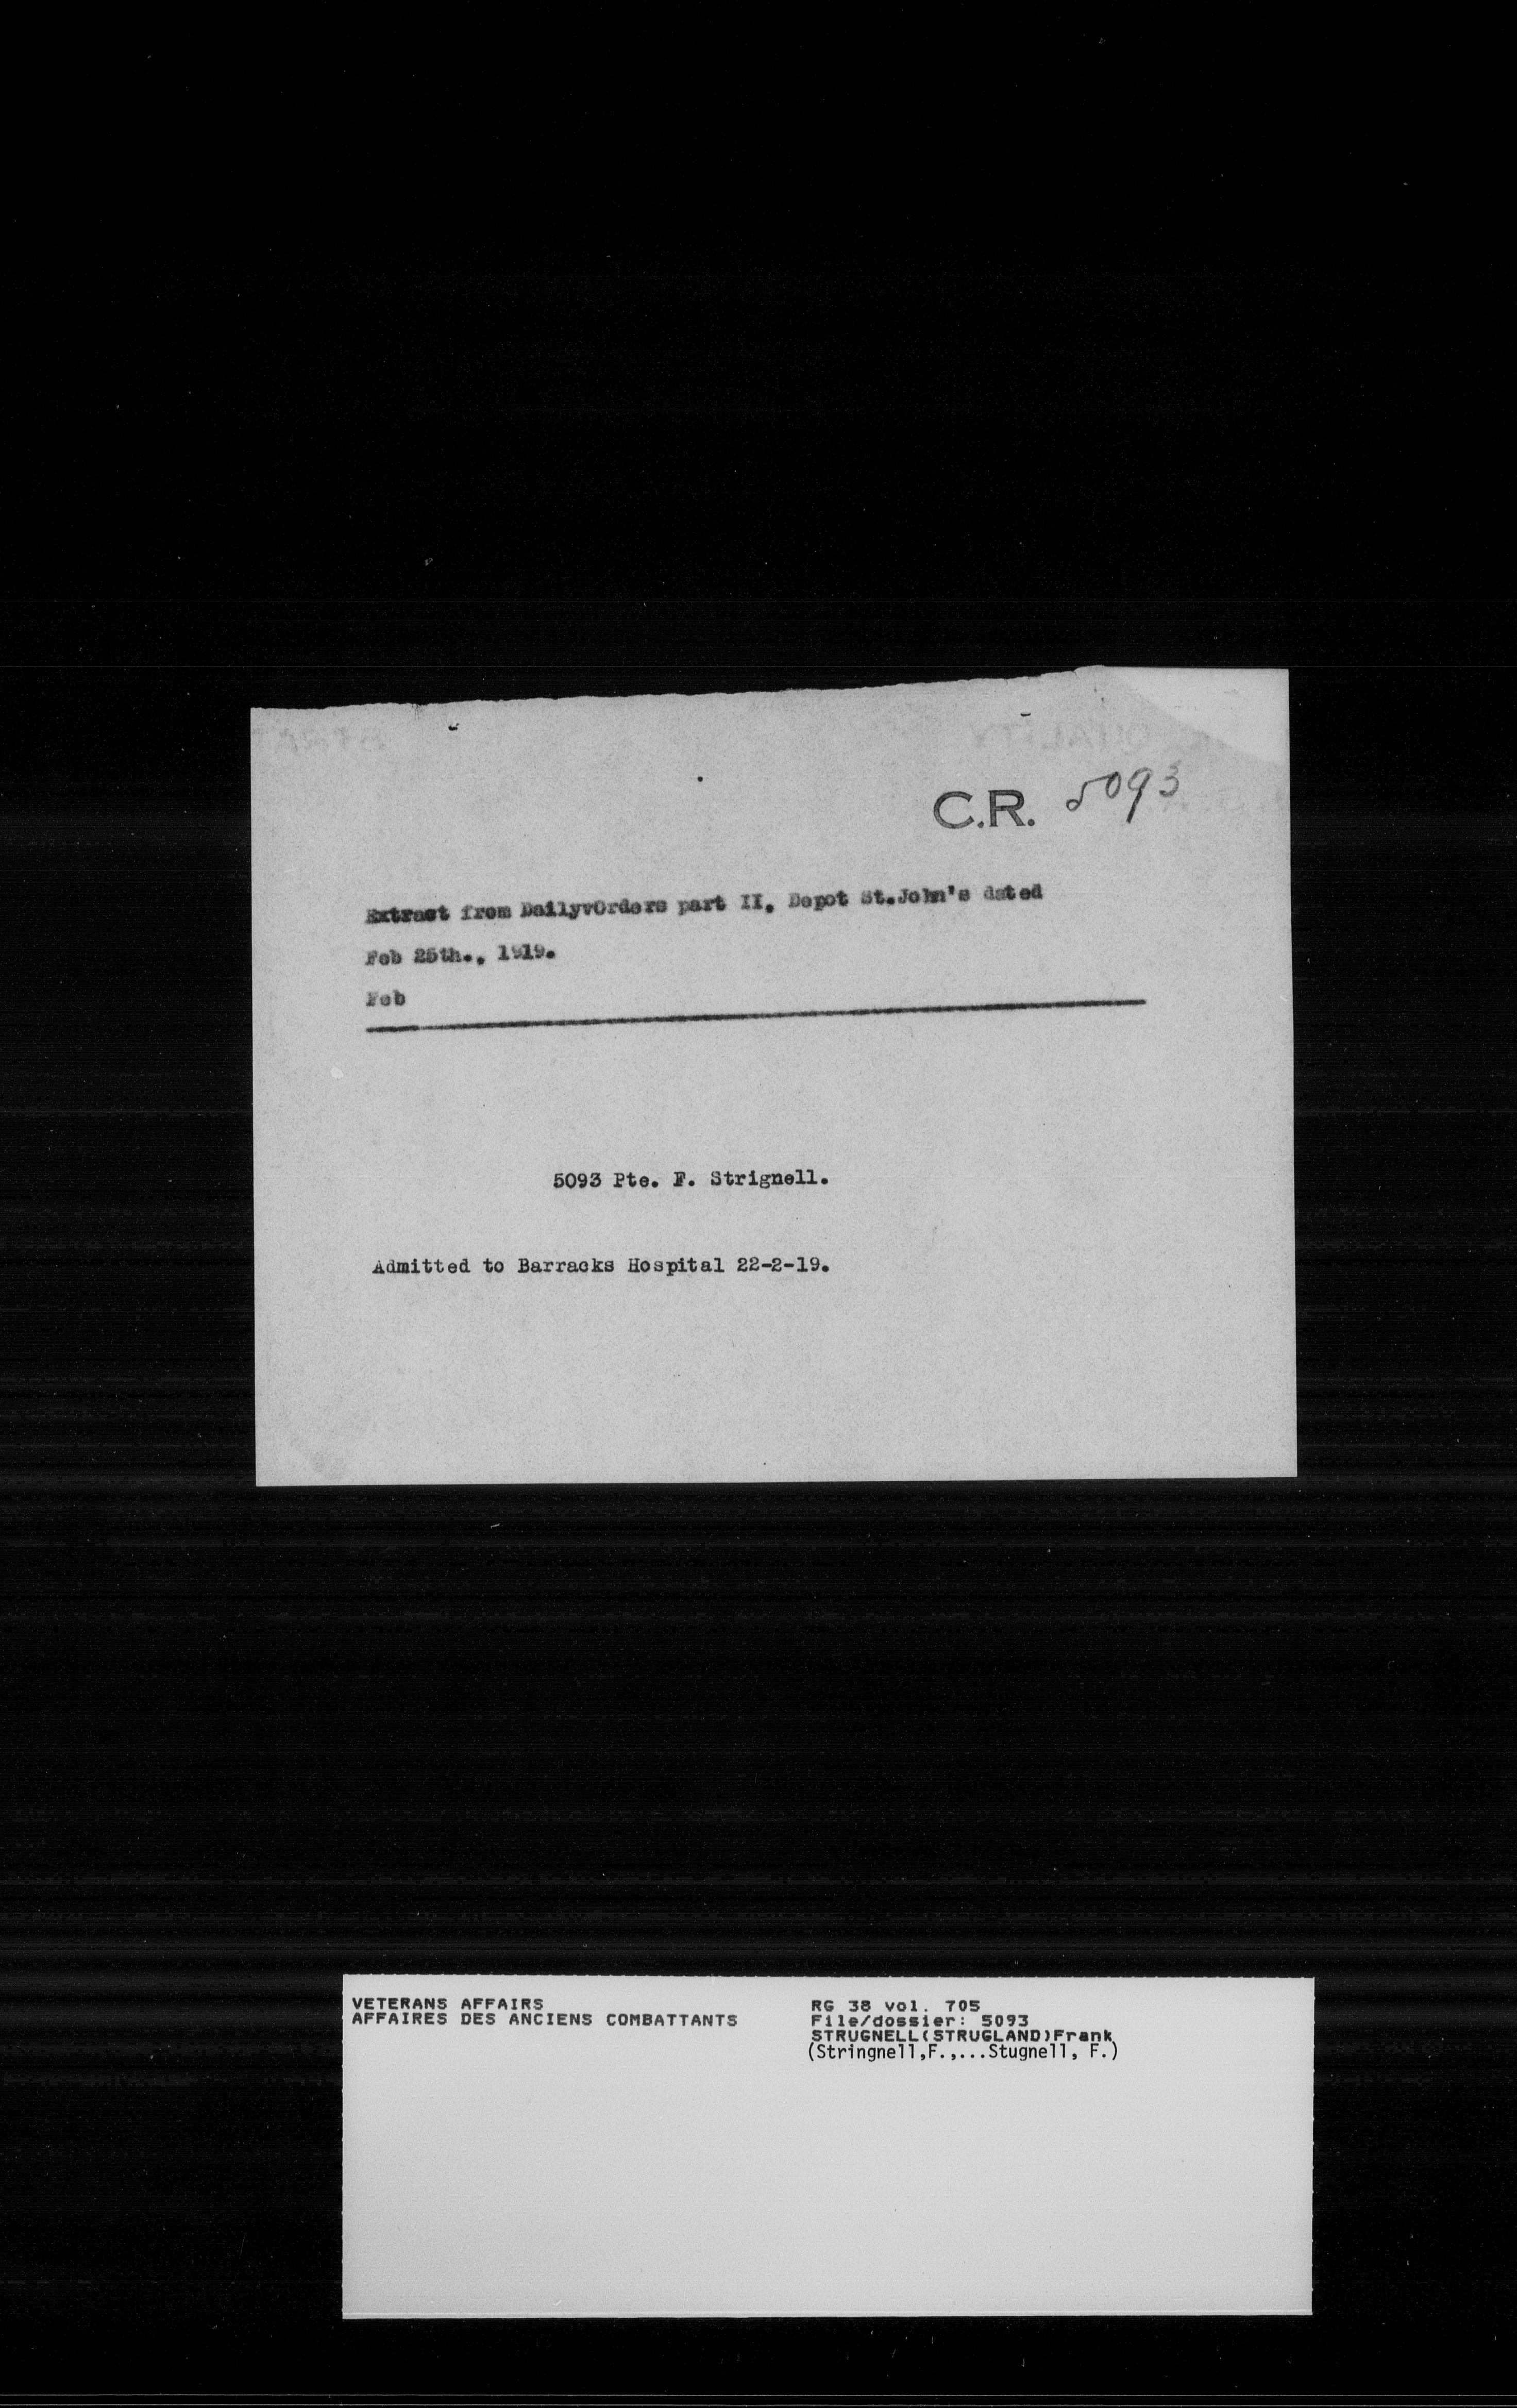 C.R. 5093
Extract from DailyvOrders part II. Depot St.John's dated
Feb 25th., 1919.
Feb
5093 Pte. F. Strignell.
Admitted to Barracks Hospital 22-2-19.
VETERANS AFFAIRS
AFFAIRES DES ANCIENS COMBATTANTS
RG 38 vol. 705
File/dossier: 5093
STRUGNELL(STRUGLAND)Frank
(Stringnell,F.,...Stugnell, F.)